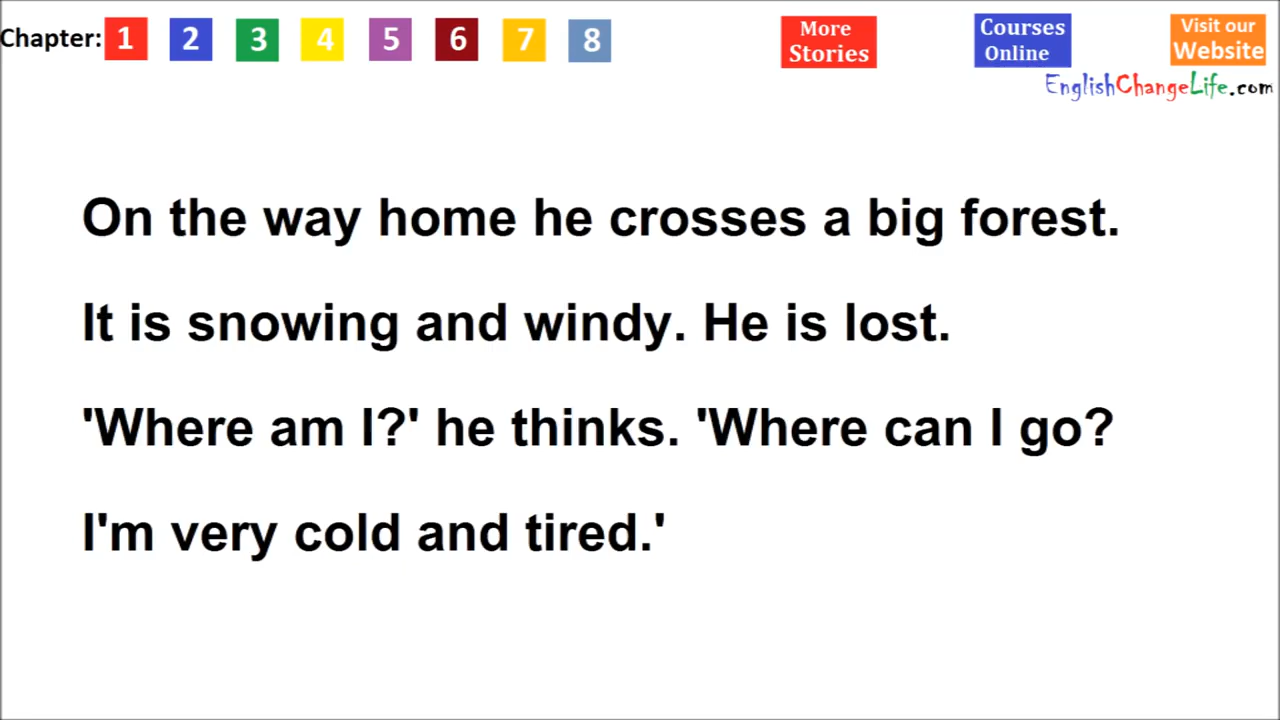 Chapter: 1 2 3 4 5 6 7 8
More
Stories
Courses
Online
Visit our
Website
EnglishChangeLife.com
On the way home he crosses a big forest.
It is snowing and windy. He is lost.
'Where am I?' he thinks. 'Where can I go?
I'm very cold and tired.'